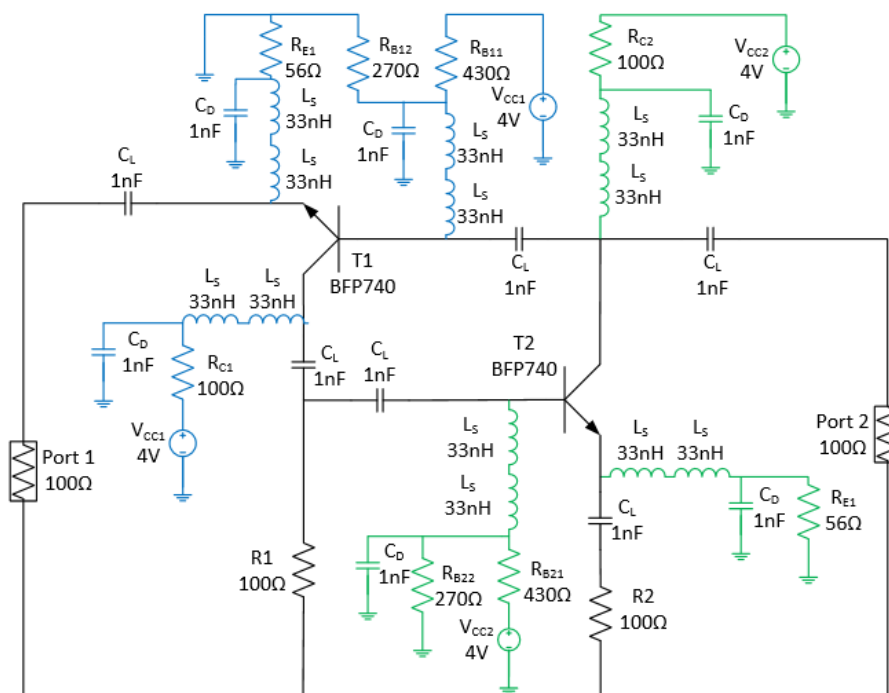 RE1
56Ω
RB12
270Ω
RB11
430Ω
RC2
100Ω
VCC2
4V
CD
1nF
LS
33nH
LS
33nH
CD
1nF
LS
33nH
LS
33nH
VCC1
4V
LS
33nH
LS
33nH
CD
1nF
CL
1nF
T1
BFP740
CL
1nF
CL
1nF
LS
33nH
LS
33nH
CD
1nF
RC1
100Ω
VCC1
4V
CL
1nF
CL
1nF
T2
BFP740
Port 1
100Ω
Port 2
100Ω
LS
33nH
LS
33nH
LS
33nH
LS
33nH
CL
1nF
CD
1nF
RE1
56Ω
R1
100Ω
CD
1nF
RB22
270Ω
RB21
430Ω
VCC2
4V
R2
100Ω